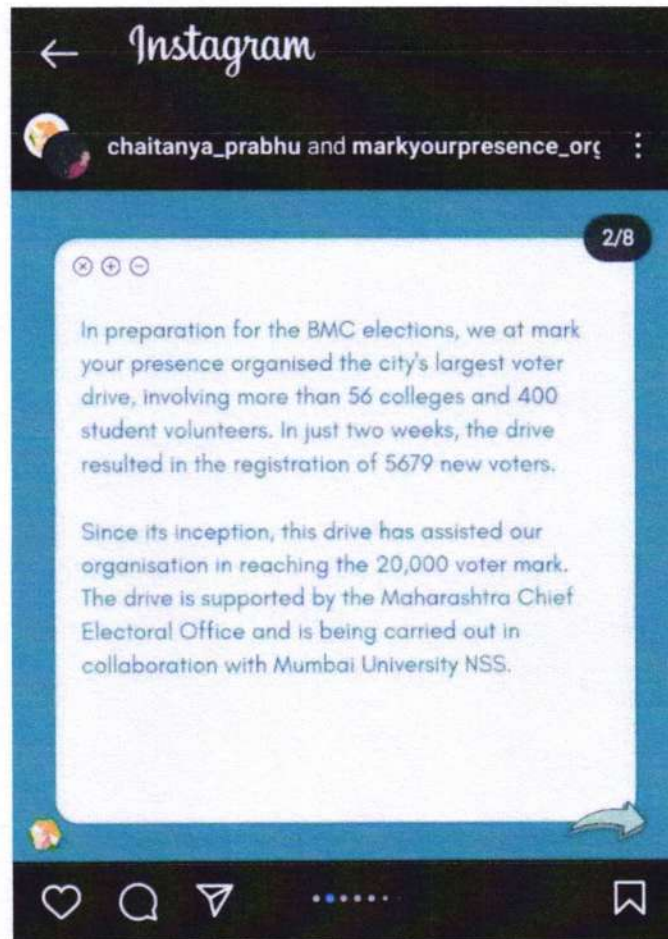 Instagram
chaitanya_prabhu and markyourpresence_org
2/8
In preparation for the BMC elections, we at mark
your presence organised the city's largest voter
drive, involving more than 56 colleges and 400
student volunteers. In just two weeks, the drive
resulted in the registration of 5679 new voters.
Since its inception, this drive has assisted our
organisation in reaching the 20,000 voter mark.
The drive is supported by the Maharashtra Chief
Electoral Office and is being carried out in
collaboration with Mumbai University NSS.